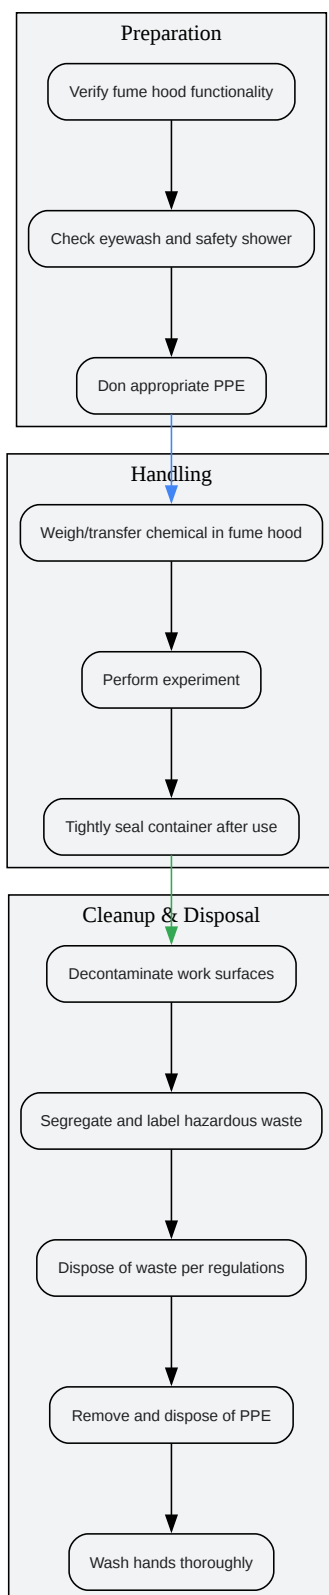 Preparation
Verify fume hood functionality
Check eyewash and safety shower
Don appropriate PPE
Handling
Weigh/transfer chemical in fume hood
Perform experiment
Tightly seal container after use
Cleanup & Disposal
Decontaminate work surfaces
Segregate and label hazardous waste
Dispose of waste per regulations
Remove and dispose of PPE
Wash hands thoroughly